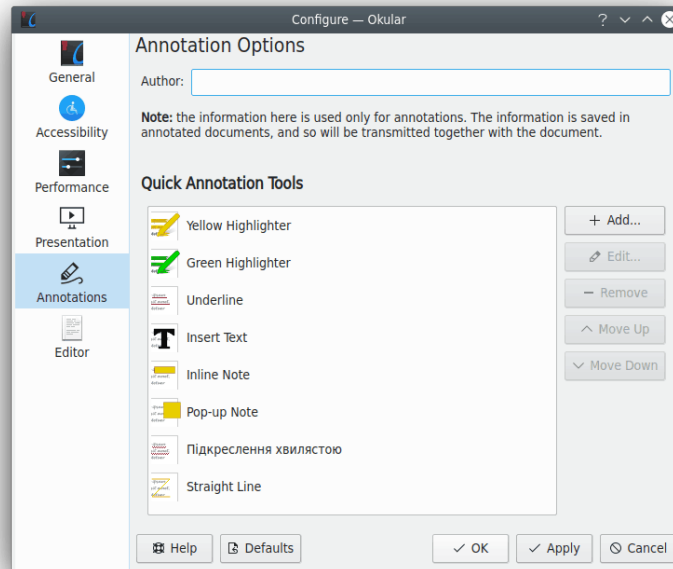 Configure — Okular
General
Accessibility
Performance
Presentation
Annotations
Editor
Annotation Options
Author:
Note: the information here is used only for annotations. The information is saved in
annotated documents, and so will be transmitted together with the document.
Quick Annotation Tools
Yellow Highlighter
Green Highlighter
Underline
Insert Text
Inline Note
Pop-up Note
Підкреслення хвилястою
Straight Line
Add...
Edit...
Remove
Move Up
Move Down
Help
Defaults
OK
Apply
Cancel